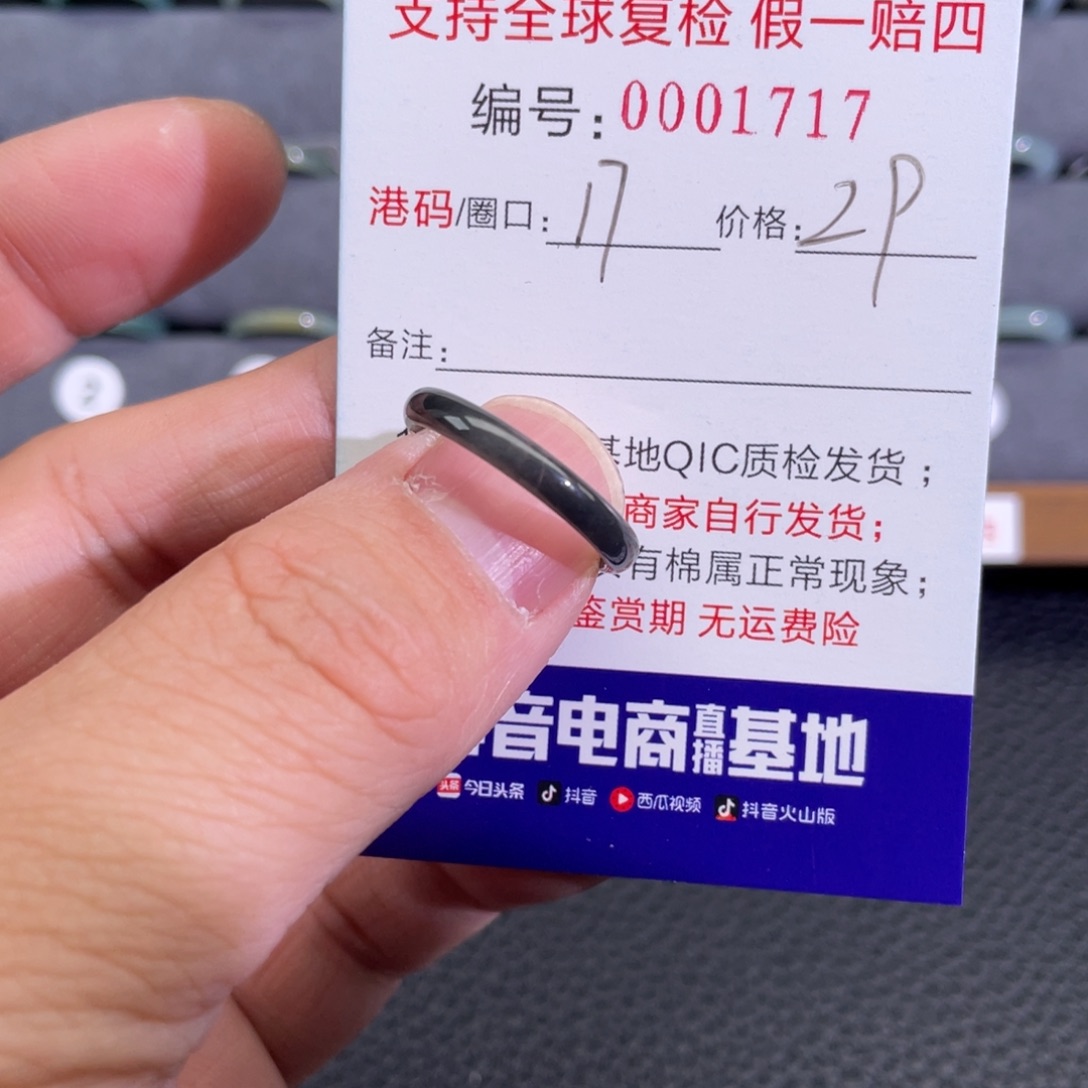 支持全球复检 假一赔四
编号：0001717
港码/圈口：17 价格：2P
备注：
基地QIC质检发货；
商家自行发货；
有棉属正常现象；
鉴赏期 无运费险
音电商直播基地
头条 今日头条 抖音 西瓜视频 抖音火山版
9